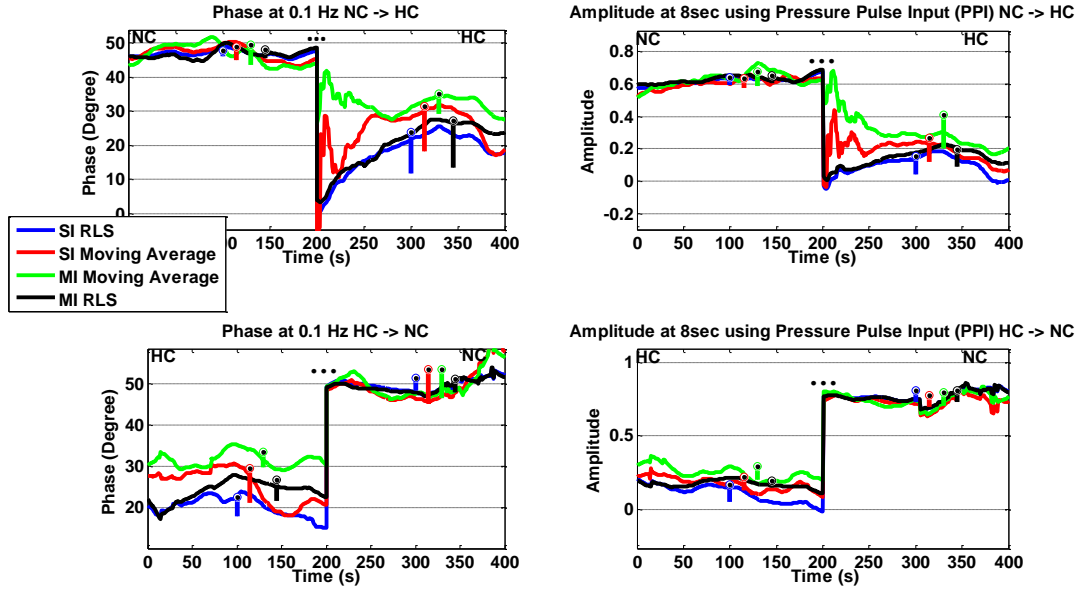 Phase at 0.1 Hz NC -> HC
NC
HC
Phase (Degree)
50
40
30
20
10
0
150 200 250 300 350 400
Time (s)
Amplitude at 8sec using Pressure Pulse Input (PPI) NC -> HC
NC
HC
Amplitude
0.8
0.6
0.4
0.2
0
-0.2
0 50 100 150 200 250 300 350 400
Time (s)
SI RLS
SI Moving Average
MI Moving Average
MI RLS
Phase at 0.1 Hz HC -> NC
HC
NC
Phase (Degree)
50
40
30
20
0 50 100 150 200 250 300 350 400
Time (s)
Amplitude at 8sec using Pressure Pulse Input (PPI) HC -> NC
HC
NC
Amplitude
1
0.5
0
0 50 100 150 200 250 300 350 400
Time (s)